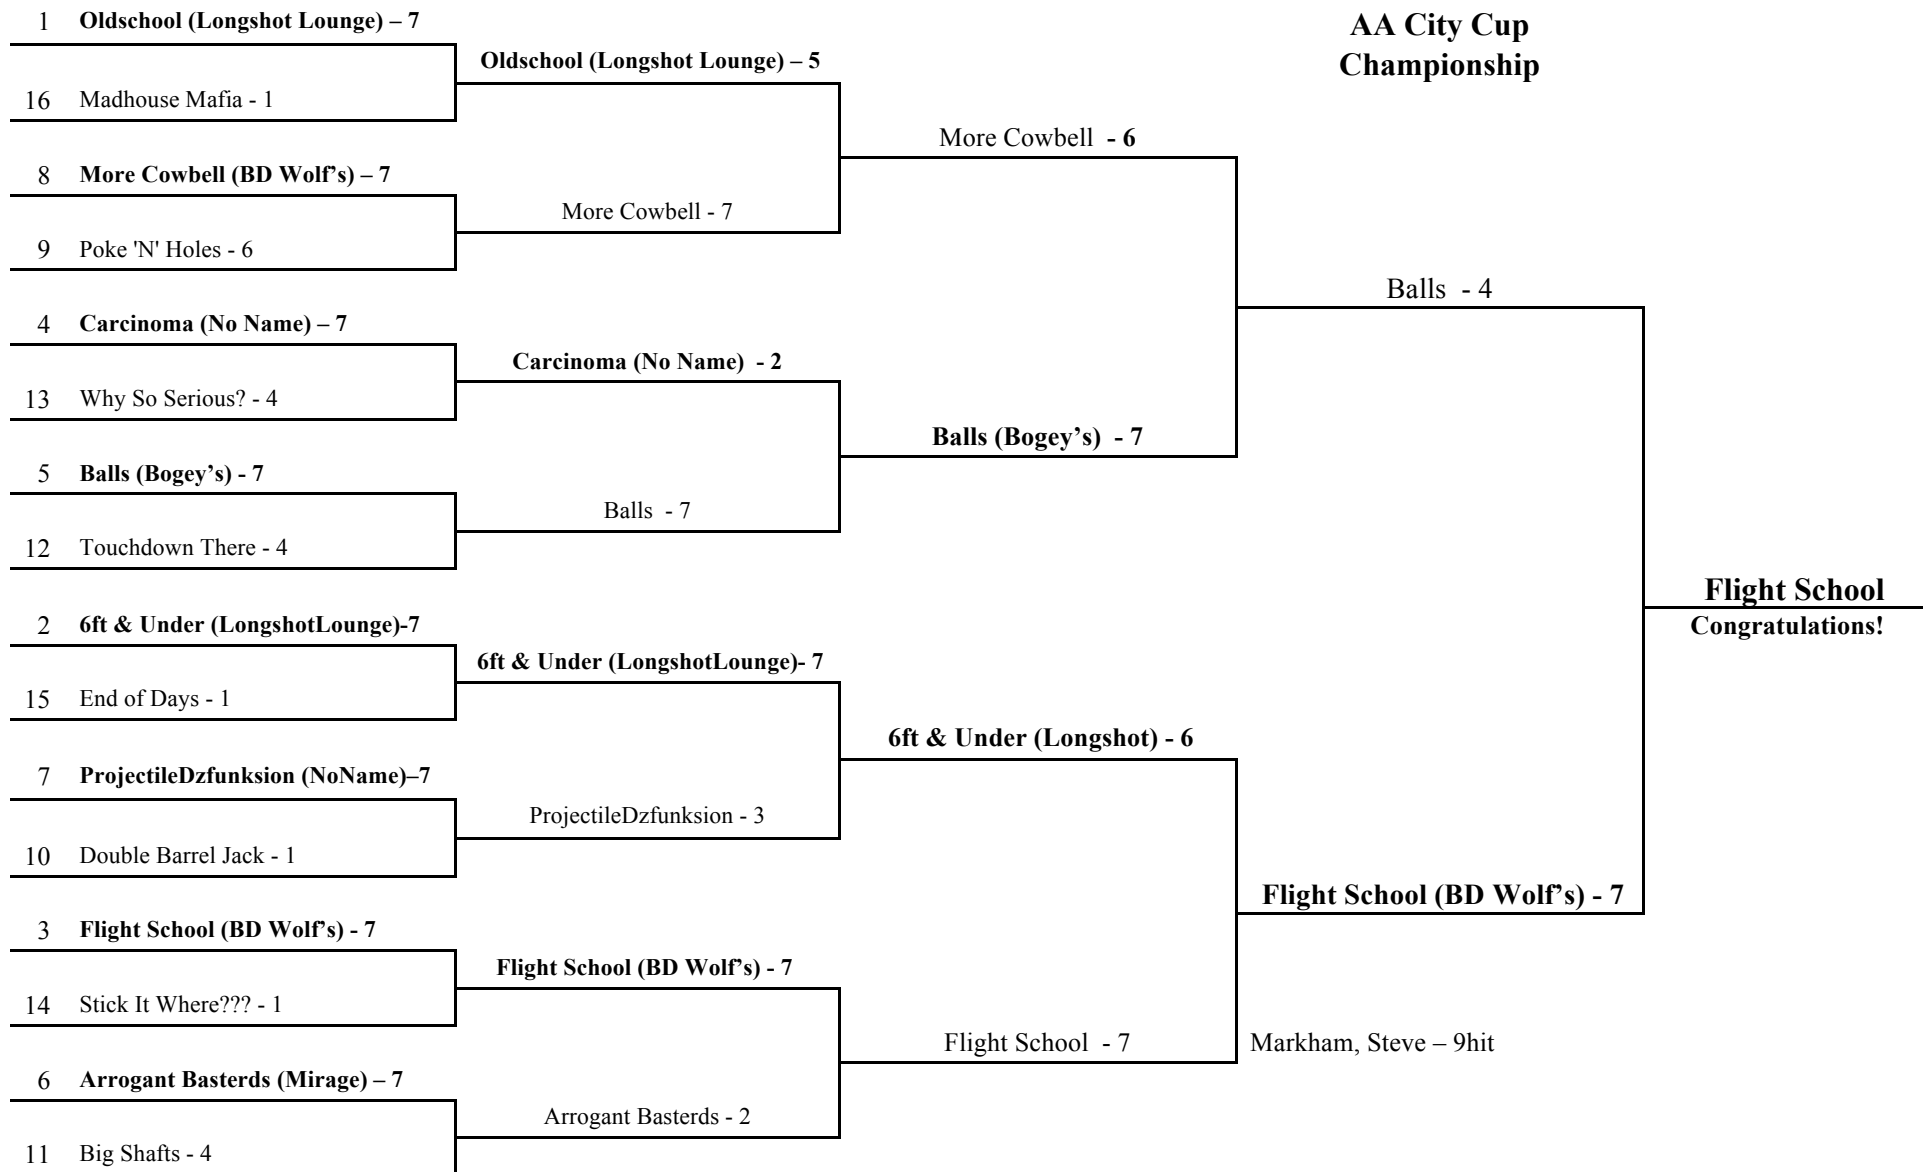 AA City Cup
Championship
1 Oldschool (Longshot Lounge) – 7
16 Madhouse Mafia - 1
8 More Cowbell (BD Wolf's) – 7
9 Poke 'N' Holes - 6
4 Carcinoma (No Name) – 7
13 Why So Serious? - 4
5 Balls (Bogey’s) - 7
12 Touchdown There - 4
2 6ft & Under (LongshotLounge)-7
15 End of Days - 1
7 ProjectileDzfunksion (NoName)–7
10 Double Barrel Jack - 1
3 Flight School (BD Wolf’s) - 7
14 Stick It Where??? - 1
6 Arrogant Basterds (Mirage) – 7
11 Big Shafts - 4
Oldschool (Longshot Lounge) – 5
More Cowbell - 7
Carcinoma (No Name) - 2
Balls - 7
6ft & Under (LongshotLounge)- 7
ProjectileDzfunksion - 3
Flight School (BD Wolf’s) - 7
Arrogant Basterds - 2
More Cowbell - 6
Balls (Bogey’s) - 7
6ft & Under (Longshot) - 6
Flight School - 7
Balls - 4
Flight School (BD Wolf’s) - 7
Markham, Steve – 9hit
Flight School
Congratulations!